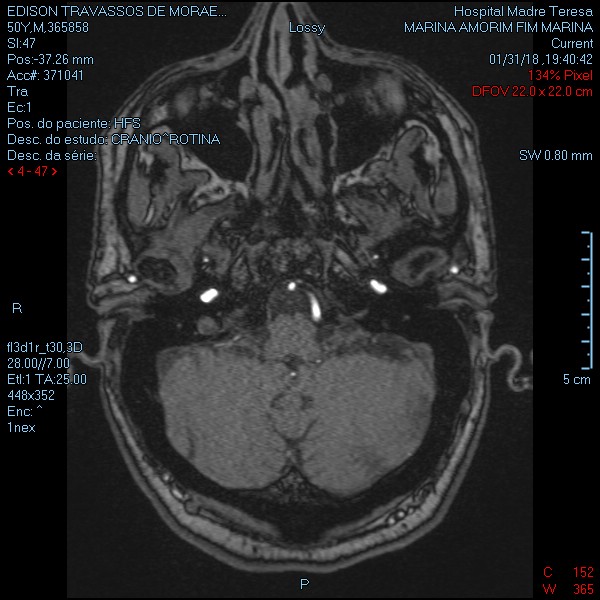 EDISON TRAVASSOS DE MORAE...
50Y,M,365858
Sl:47
Pos:-37.26 mm
Acc#: 371041
Tra
Ec:1
Pos. do paciente: HFS
Desc. do estudo: CRANIO^ROTINA
Desc. da série:
< 4 - 47 >
Lossy
Hospital Madre Teresa
MARINA AMORIM FIM MARINA
Current
01/31/18 ,19:40:42
134% Pixel
DFOV 22.0 x 22.0 cm
SW 0.80 mm
R
fl3d1r_t30,3D
28.00//7.00
Etl:1 TA:25.00
448x352
Enc: ^
1nex
5 cm
P
C 152
W 365